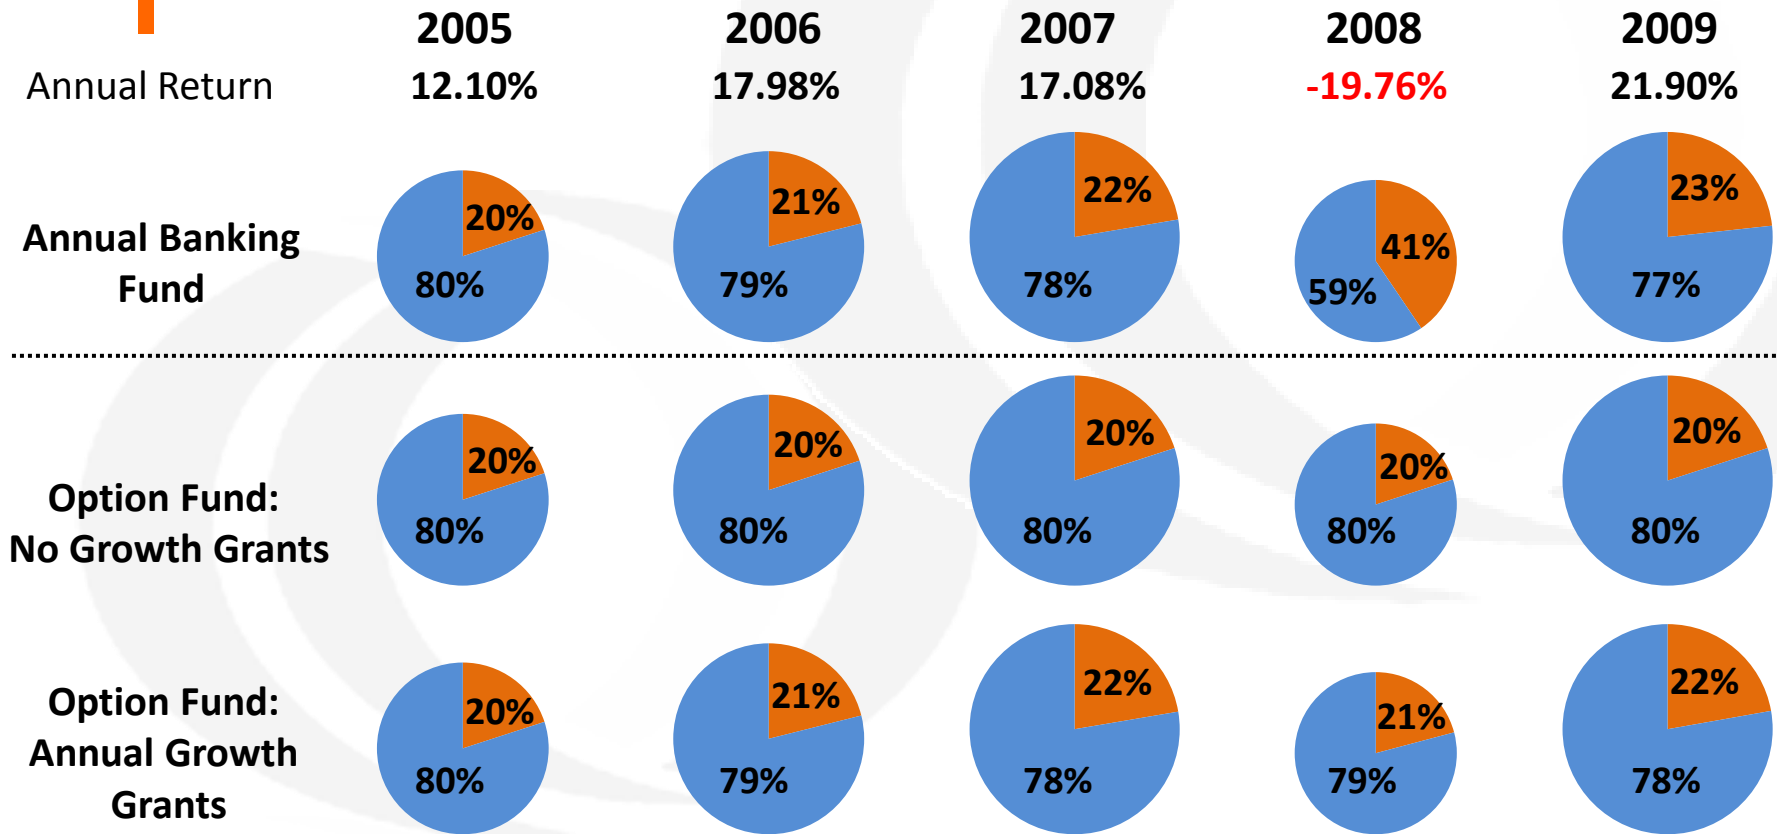 2005 2006 2007 2008 2009
Annual Return 12.10% 17.98% 17.08% -19.76% 21.90%
Annual Banking
Fund
20% 21% 22% 41% 23%
80% 79% 78% 59% 77%
Option Fund:
No Growth Grants
20% 20% 20% 20% 20%
80% 80% 80% 80% 80%
Option Fund:
Annual Growth
Grants
20% 21% 22% 21% 22%
80% 79% 78% 79% 78%